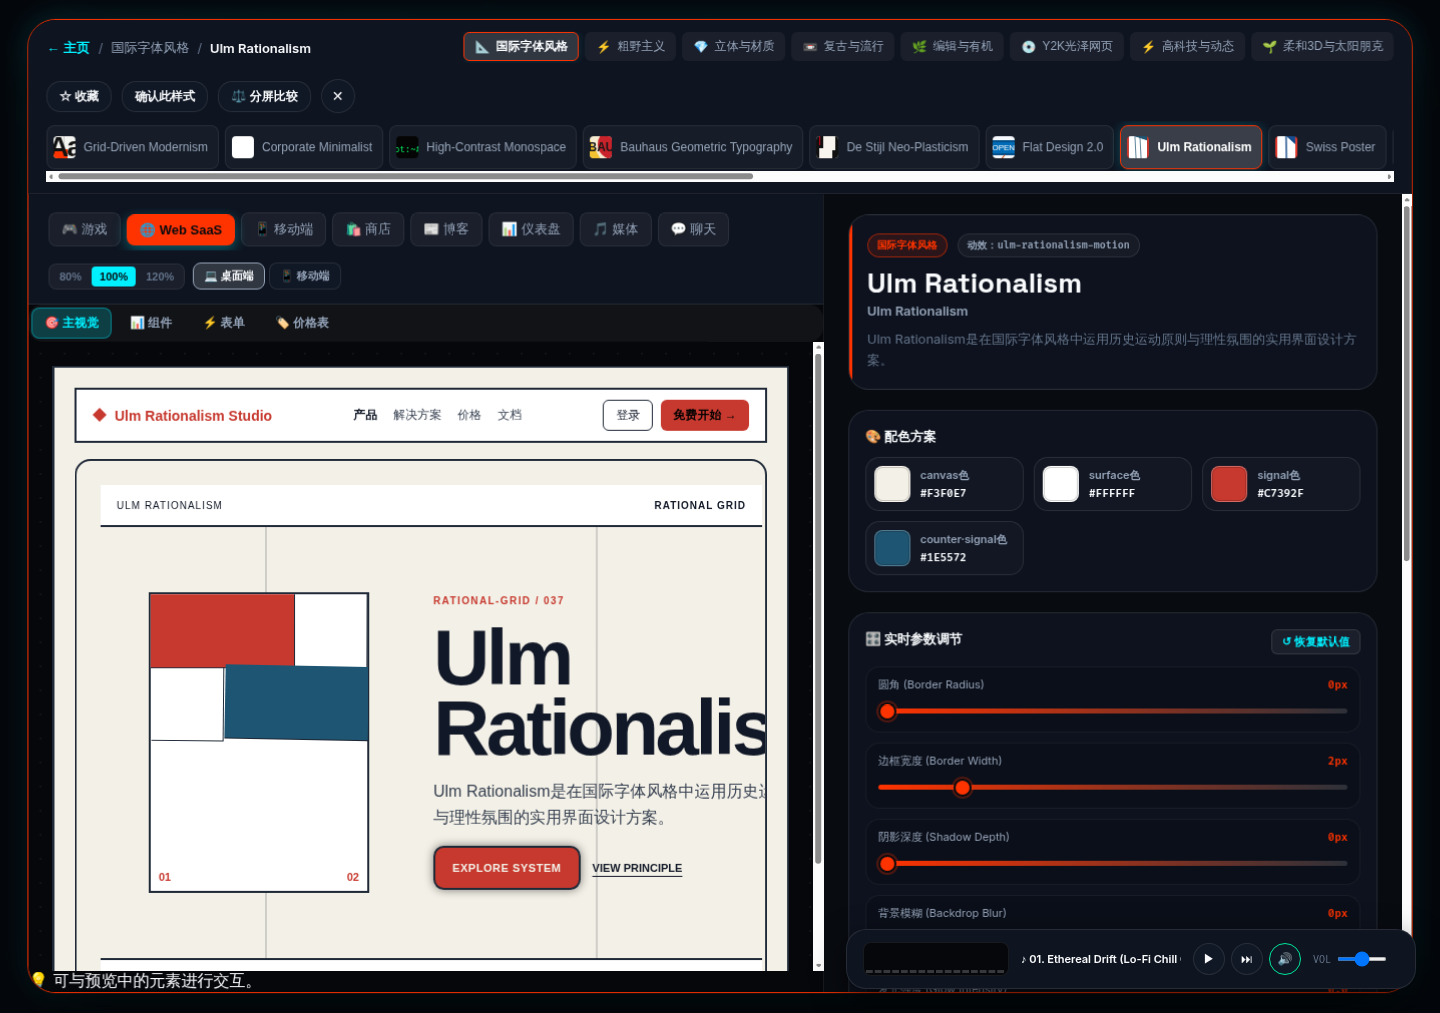 ← 主页 / 国际字体风格 / Ulm Rationalism
📐 国际字体风格 ⚡ 粗野主义 💎 立体与材质 📼 复古与流行 🌿 编辑与有机 💿 Y2K光泽网页 ⚡ 高科技与动态 🌱 柔和3D与太阳朋克
☆ 收藏 确认此样式 ⚖️ 分屏比较 ✕
Grid-Driven Modernism Corporate Minimalist High-Contrast Monospace Bauhaus Geometric Typography De Stijl Neo-Plasticism OPEN Flat Design 2.0 Ulm Rationalism Swiss Poster
🎮 游戏 🌐 Web SaaS 📱 移动端 🛍️ 商店 📰 博客 📊 仪表盘 🎵 媒体 💬 聊天
80% 100% 120% 💻 桌面端 📱 移动端
🎯 主视觉 📊 组件 ⚡ 表单 🏷️ 价格表
◆ Ulm Rationalism Studio 产品 解决方案 价格 文档 登录 免费开始 →
ULM RATIONALISM RATIONAL GRID
RATIONAL-GRID / 037
Ulm
Rationalis
Ulm Rationalism是在国际字体风格中运用历史
与理性氛围的实用界面设计方案。
EXPLORE SYSTEM VIEW PRINCIPLE
01 02
💡 可与预览中的元素进行交互。
国际字体风格 动效：ulm-rationalism-motion
Ulm Rationalism
Ulm Rationalism
Ulm Rationalism是在国际字体风格中运用历史运动原则与理性氛围的实用界面设计方
案。
🎨 配色方案
canvas色
#F3F0E7
surface色
#FFFFFF
signal色
#C7392F
counter-signal色
#1E5572
🎛️ 实时参数调节 ↺ 恢复默认值
圆角 (Border Radius) 0px
边框宽度 (Border Width) 2px
阴影深度 (Shadow Depth) 0px
背景模糊 (Backdrop Blur) 0px
♪ 01. Ethereal Drift (Lo-Fi Chill
VOL